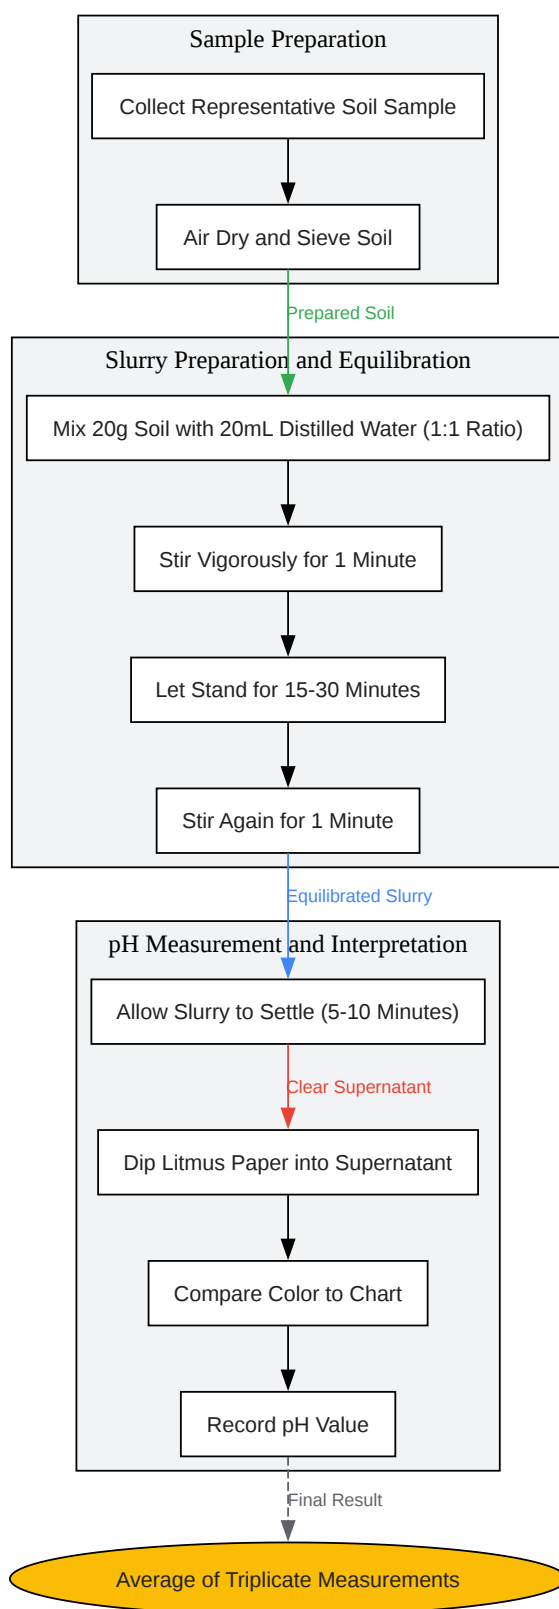 Sample Preparation
Collect Representative Soil Sample
Air Dry and Sieve Soil
Prepared Soil
Slurry Preparation and Equilibration
Mix 20g Soil with 20mL Distilled Water (1:1 Ratio)
Stir Vigorously for 1 Minute
Let Stand for 15-30 Minutes
Stir Again for 1 Minute
Equilibrated Slurry
pH Measurement and Interpretation
Allow Slurry to Settle (5-10 Minutes)
Clear Supernatant
Dip Litmus Paper into Supernatant
Compare Color to Chart
Record pH Value
Final Result
Average of Triplicate Measurements